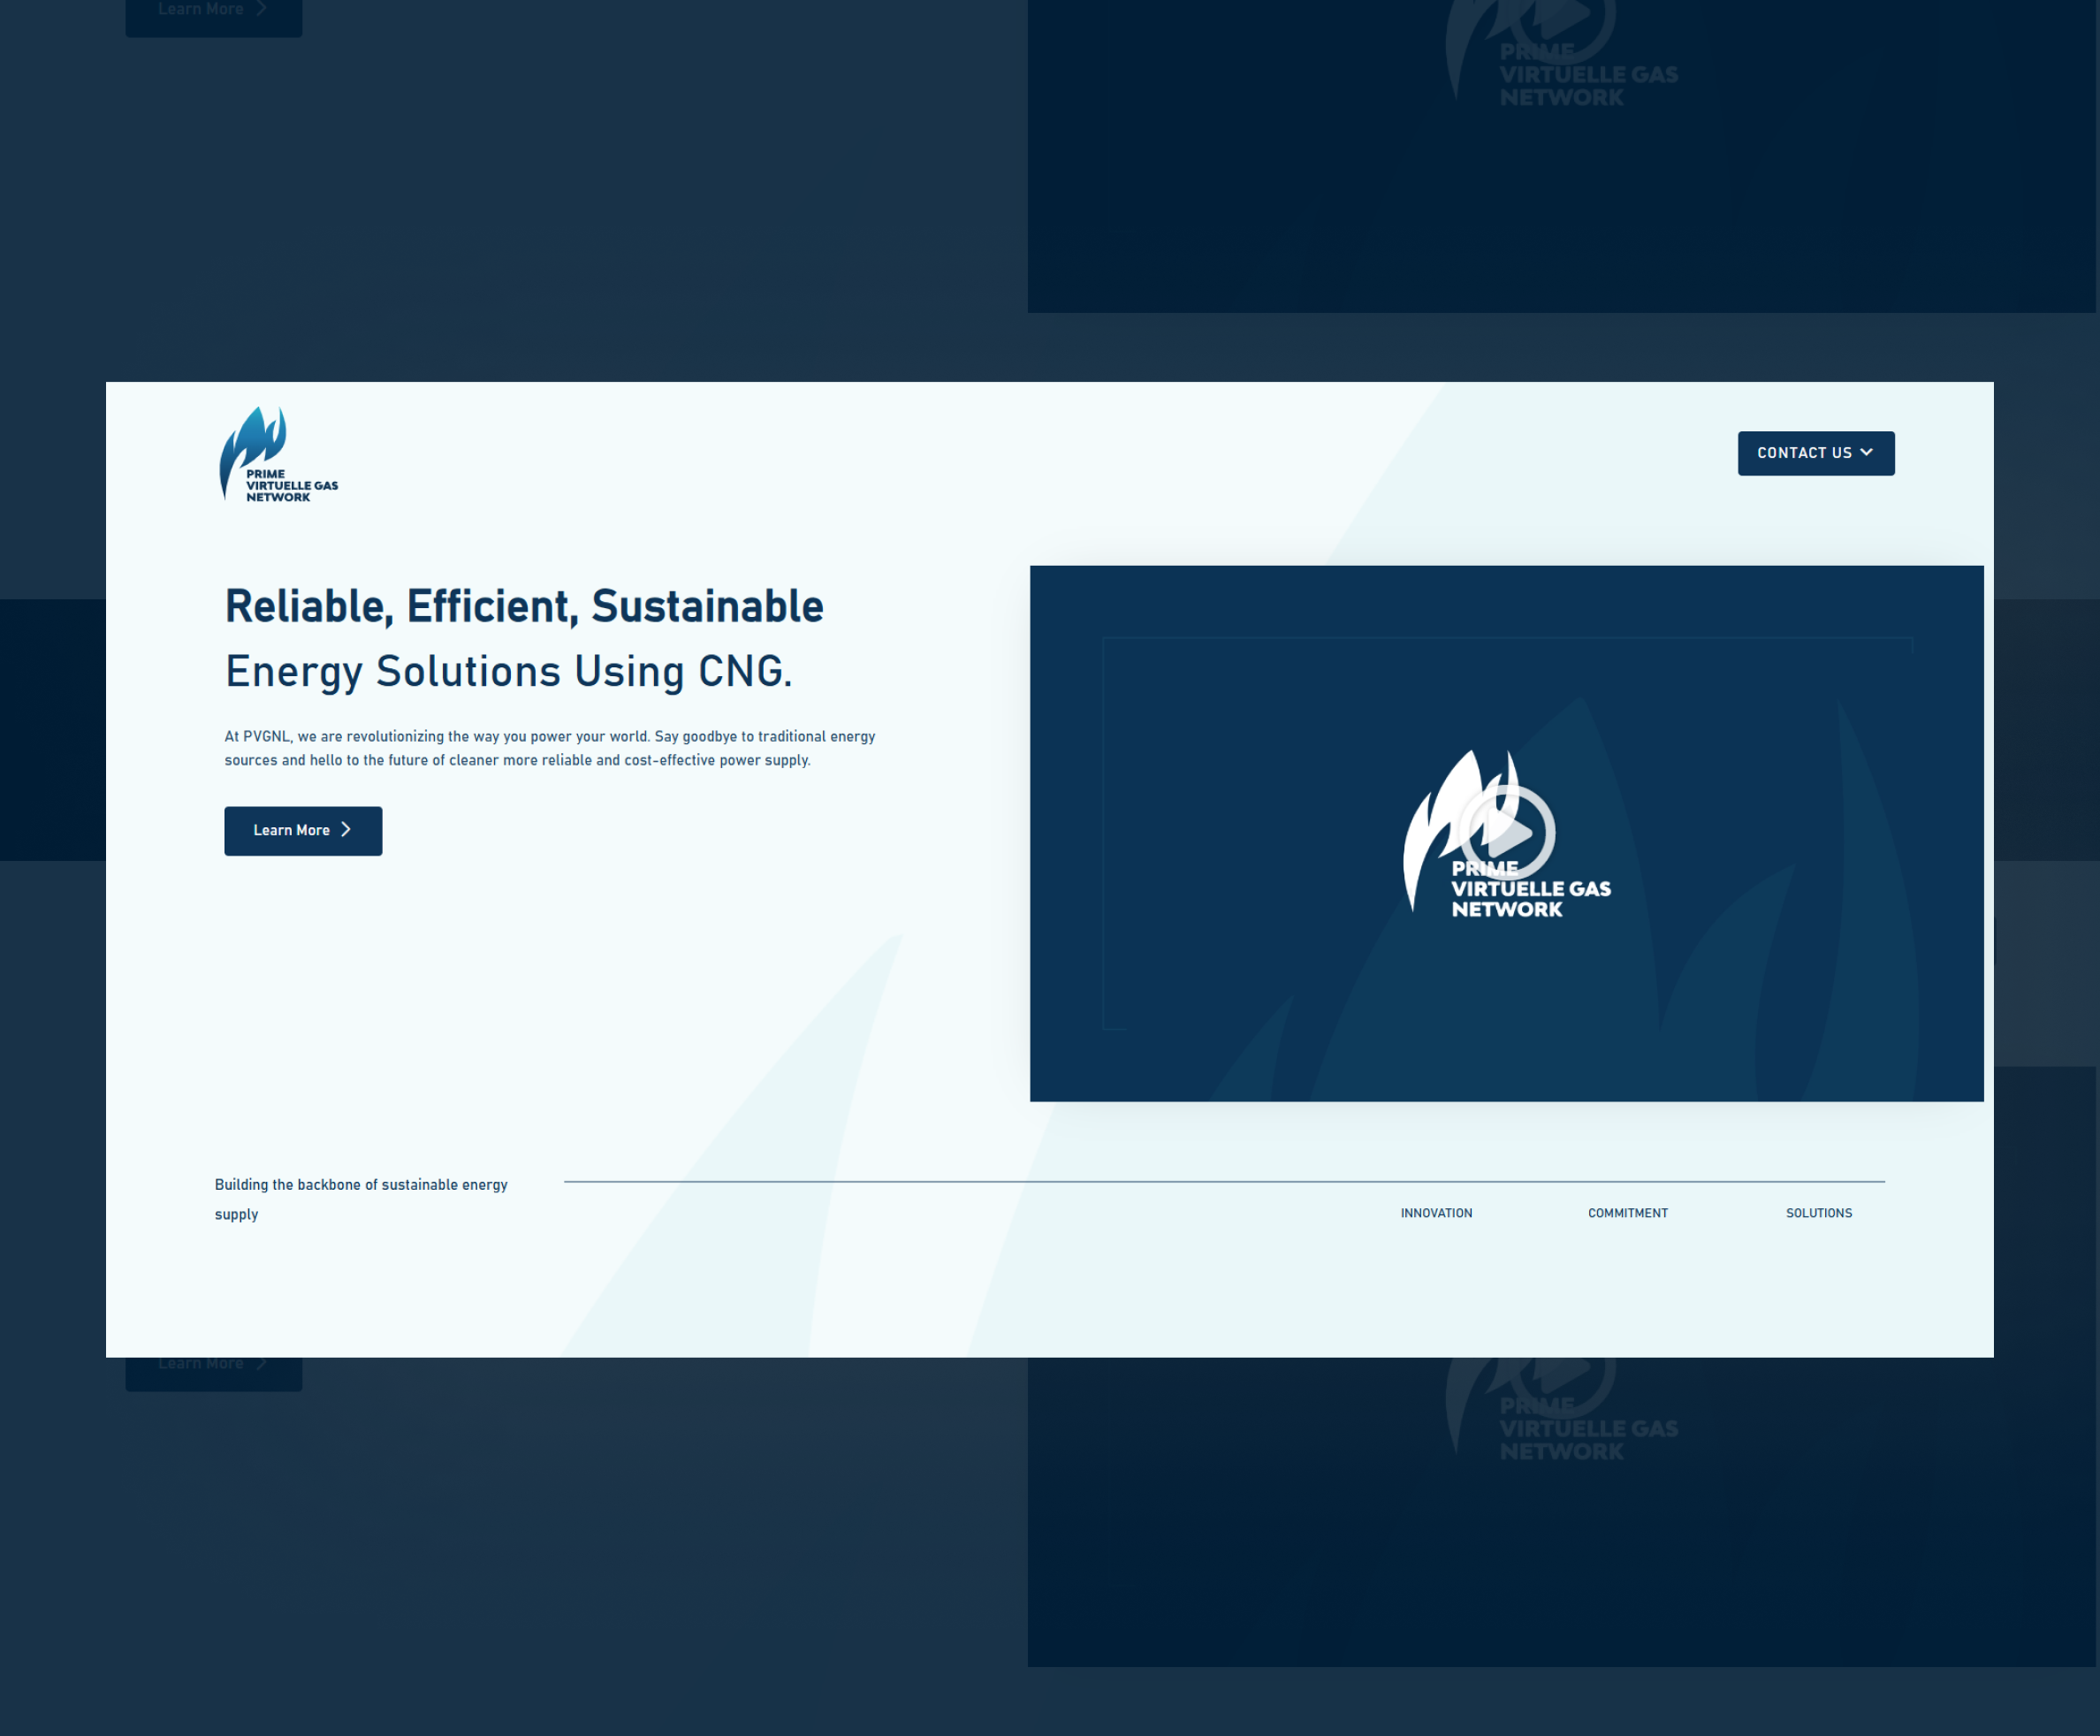 Learn More
PRIME
VIRTUELLE GAS
NETWORK
PRIME
VIRTUELLE GAS
NETWORK
CONTACT US
Reliable, Efficient, Sustainable
Energy Solutions Using CNG.
At PVGNL, we are revolutionizing the way you power your world. Say goodbye to traditional energy
sources and hello to the future of cleaner more reliable and cost-effective power supply.
Learn More
PRIME
VIRTUELLE GAS
NETWORK
Building the backbone of sustainable energy
supply
INNOVATION
COMMITMENT
SOLUTIONS
Learn More
PRIME
VIRTUELLE GAS
NETWORK